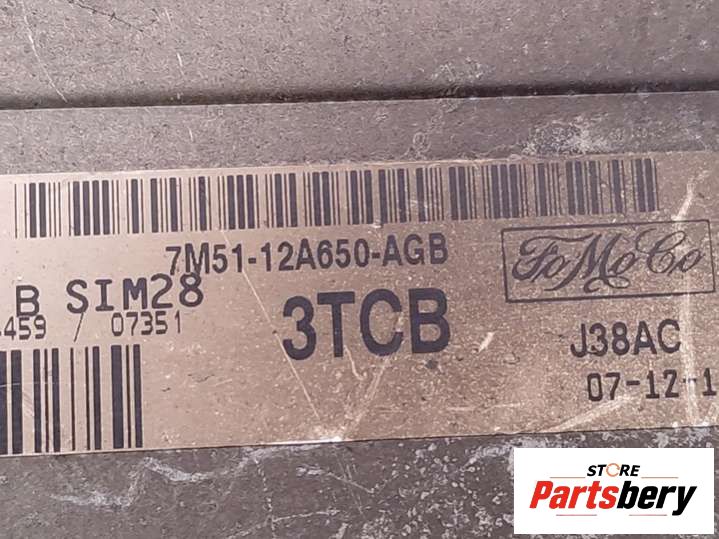 7M51-12A650-AGB
FoMoCo
B SIM28
459 / 07351
3TCB
J38AC
07-12-1
STORE
Partsbery